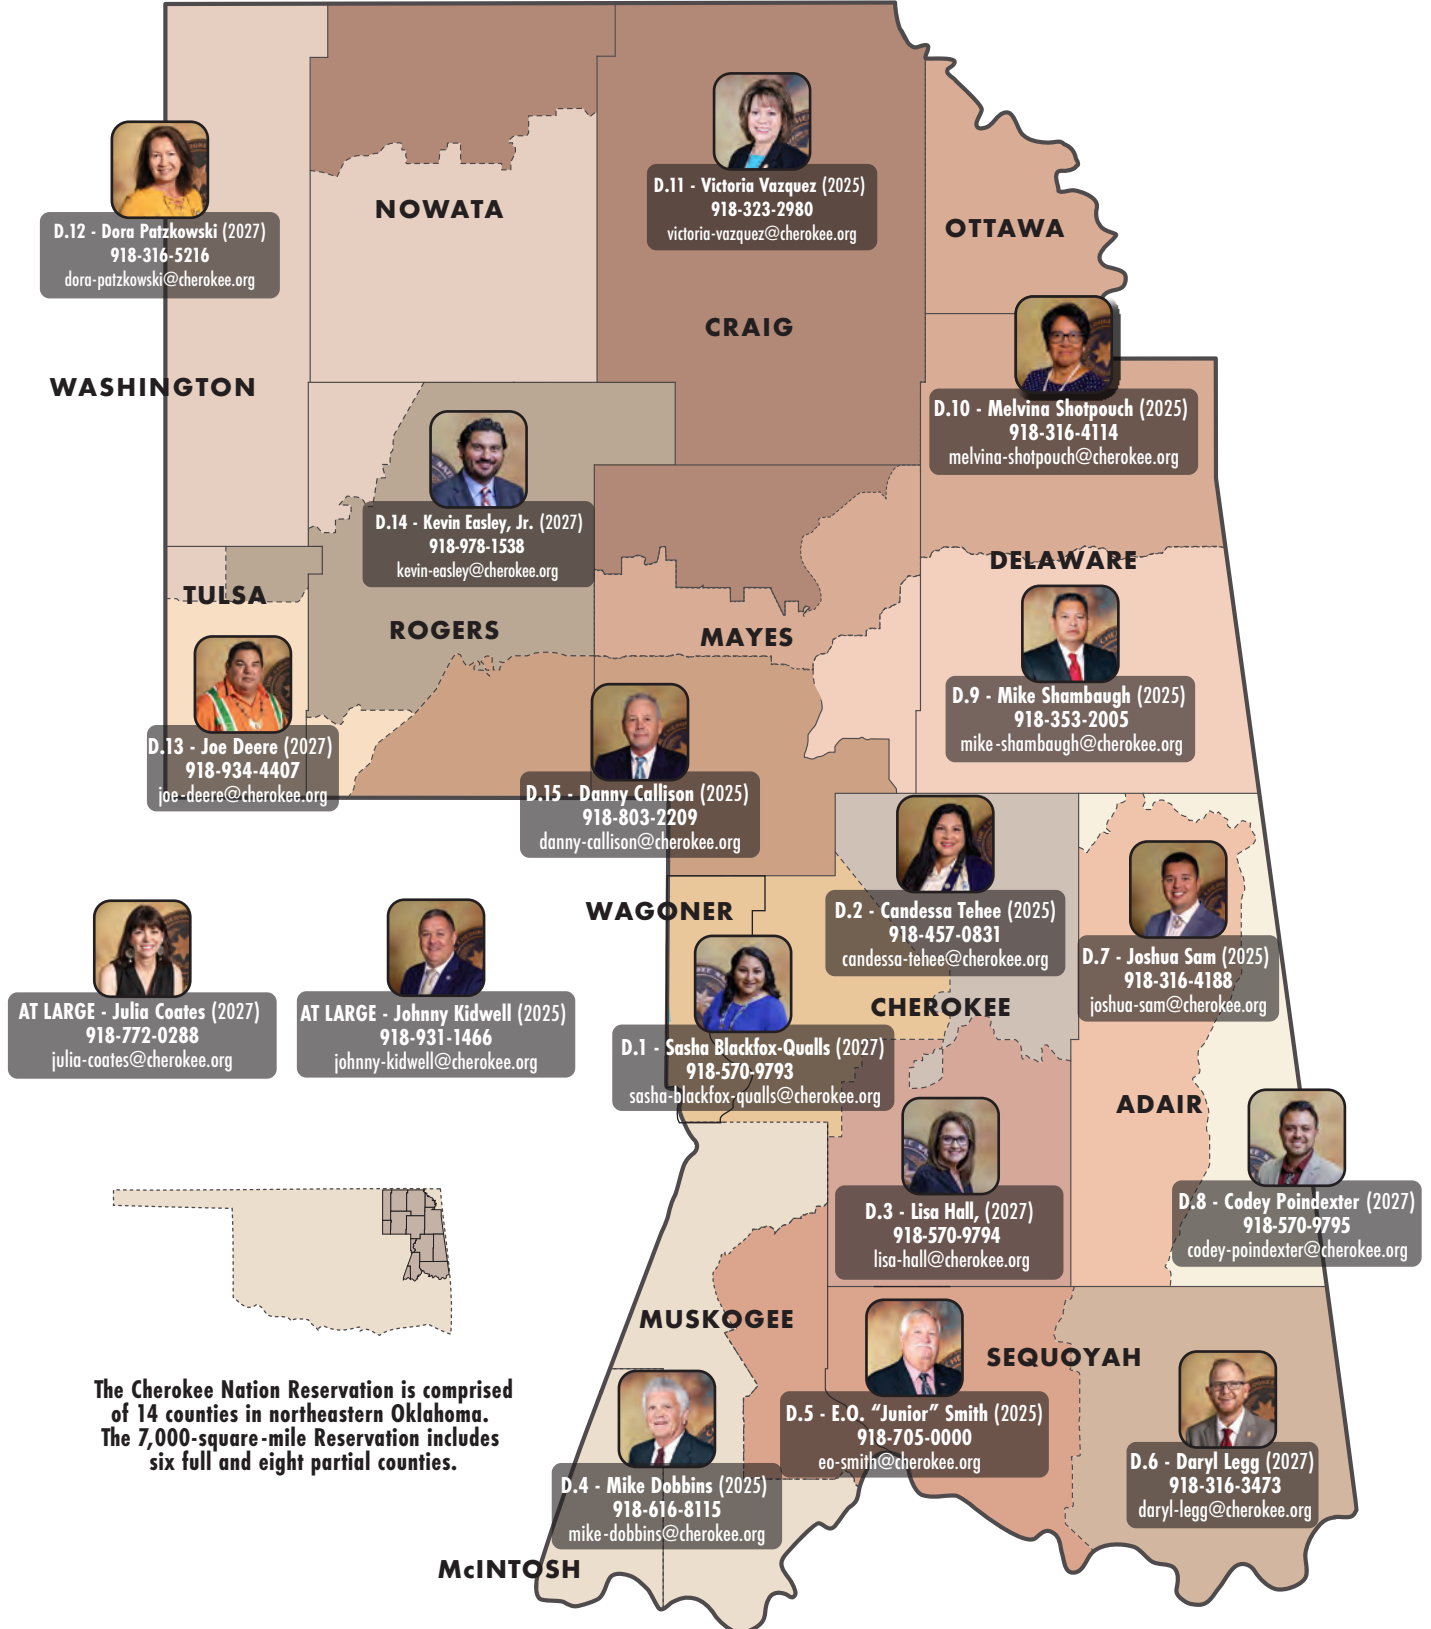 D.11 - Victoria Vazquez (2025)
918-323-2980
victoria-vazquez@cherokee.org
NOWATA
D.12 - Dora Patzkowski (2027)
918-316-5216
dora-patzkowski@cherokee.org
OTTAWA
CRAIG
WASHINGTON
D.10 - Melvina Shotpouch (2025)
918-316-4114
melvina-shotpouch@cherokee.org
D.14 - Kevin Easley, Jr. (2027)
918-978-1538
kevin-easley@cherokee.org
DELAWARE
TULSA
ROGERS
MAYES
D.9 - Mike Shambaugh (2025)
918-353-2005
mike-shambaugh@cherokee.org
D.13 - Joe Deere (2027)
918-934-4407
joe-deere@cherokee.org
D.15 - Danny Callison (2025)
918-803-2209
danny-callison@cherokee.org
WAGONER
D.2 - Candessa Tehee (2025)
918-457-0831
candessa-tehee@cherokee.org
D.7 - Joshua Sam (2025)
918-316-4188
joshua-sam@cherokee.org
CHEROKEE
AT LARGE - Julia Coates (2027)
918-772-0288
julia-coates@cherokee.org
AT LARGE - Johnny Kidwell (2025)
918-931-1466
johnny-kidwell@cherokee.org
D.1 - Sasha Blackfox-Qualls (2027)
918-570-9793
sasha-blackfox-qualls@cherokee.org
ADAIR
D.3 - Lisa Hall, (2027)
918-570-9794
lisa-hall@cherokee.org
D.8 - Codey Poindexter (2027)
918-570-9795
codey-poindexter@cherokee.org
MUSKOGEE
SEQUOYAH
The Cherokee Nation Reservation is comprised
of 14 counties in northeastern Oklahoma.
The 7,000-square-mile Reservation includes
six full and eight partial counties.
D.5 - E.O. “Junior” Smith (2025)
918-705-0000
eo-smith@cherokee.org
D.6 - Daryl Legg (2027)
918-316-3473
daryl-legg@cherokee.org
D.4 - Mike Dobbins (2025)
918-616-8115
mike-dobbins@cherokee.org
McINTOSH